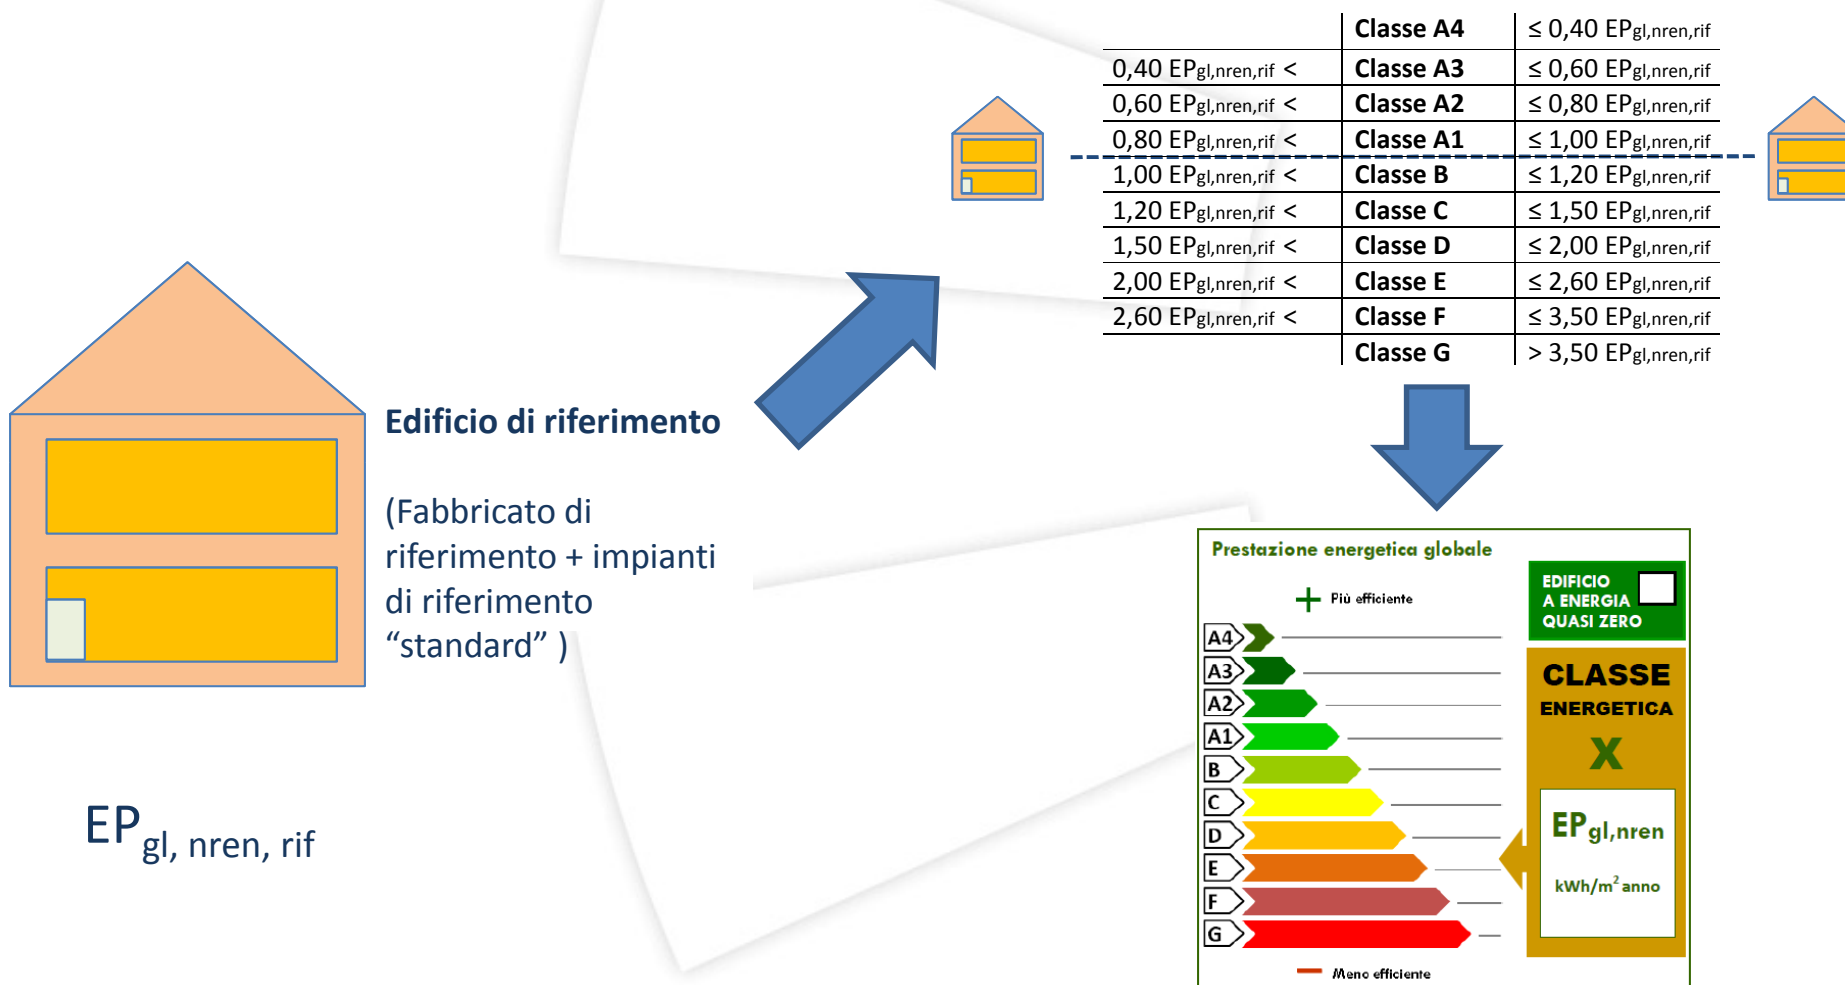 Classe A4 ≤ 0,40 EPgl,nren,rif
0,40 EPgl,nren,rif < Classe A3 ≤ 0,60 EPgl,nren,rif
0,60 EPgl,nren,rif < Classe A2 ≤ 0,80 EPgl,nren,rif
0,80 EPgl,nren,rif < Classe A1 ≤ 1,00 EPgl,nren,rif
1,00 EPgl,nren,rif < Classe B ≤ 1,20 EPgl,nren,rif
1,20 EPgl,nren,rif < Classe C ≤ 1,50 EPgl,nren,rif
1,50 EPgl,nren,rif < Classe D ≤ 2,00 EPgl,nren,rif
2,00 EPgl,nren,rif < Classe E ≤ 2,60 EPgl,nren,rif
2,60 EPgl,nren,rif < Classe F ≤ 3,50 EPgl,nren,rif
Classe G > 3,50 EPgl,nren,rif
Edificio di riferimento
(Fabbricato di
riferimento + impianti
di riferimento
“standard” )
EPgl, nren, rif
Prestazione energetica globale
+ Più efficiente
A4
A3
A2
A1
B
C
D
E
F
G
− Meno efficiente
EDIFICIO
A ENERGIA
QUASI ZERO
CLASSE
ENERGETICA
X
EPgl,nren
kWh/m² anno